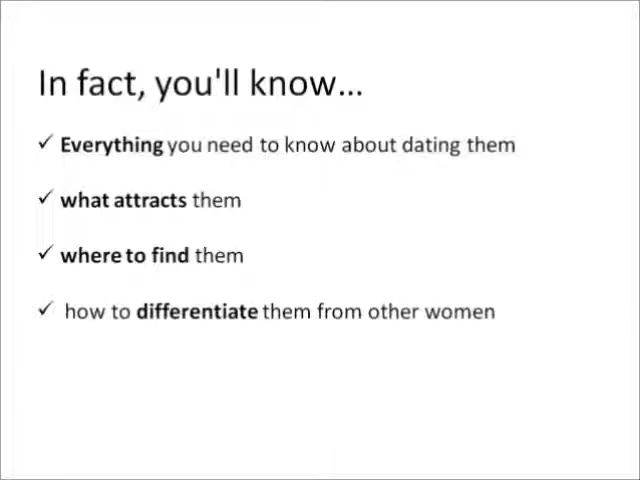 In fact, you'll know…
✓ Everything you need to know about dating them
✓ what attracts them
✓ where to find them
✓ how to differentiate them from other women